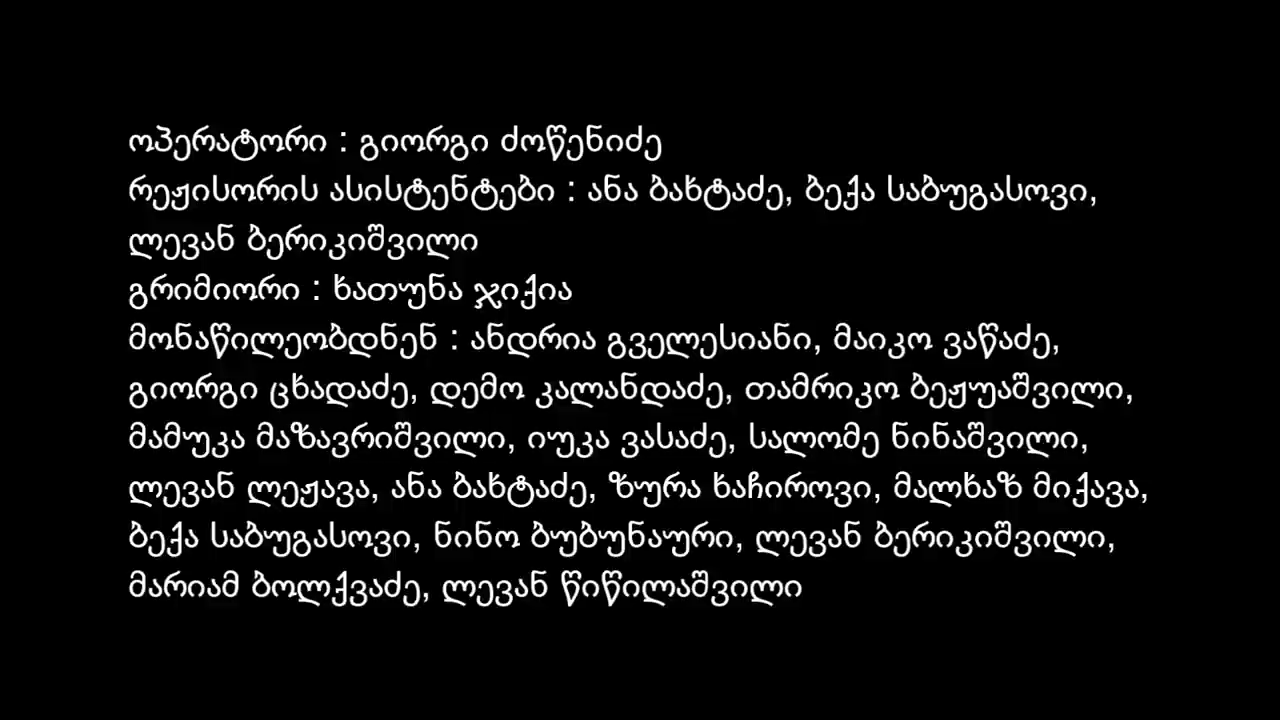 ოპერატორი : გიორგი ძოწენიძე
რეჟისორის ასისტენტები : ანა ბახტაძე, ბექა საბუგასოვი,
ლევან ბერიკიშვილი
გრიმიორი : ხათუნა ჯიქია
მონაწილეობდნენ : ანდრია გველესიანი, მაიკო ვაწაძე,
გიორგი ცხადაძე, დემო კალანდაძე, თამრიკო ბეჟუაშვილი,
მამუკა მაზავრიშვილი, იუკა ვასაძე, სალომე ნინაშვილი,
ლევან ლეჟავა, ანა ბახტაძე, ზურა ხაჩიროვი, მალხაზ მიქავა,
ბექა საბუგასოვი, ნინო ბუბუნაური, ლევან ბერიკიშვილი,
მარიამ ბოლქვაძე, ლევან წიწილაშვილი